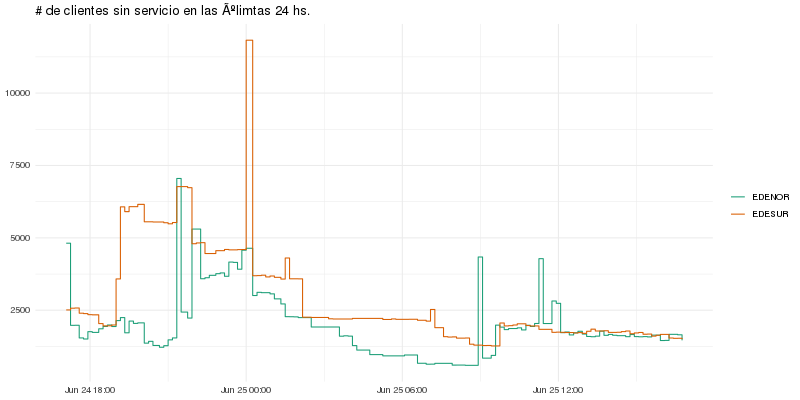 # de clientes sin servicio en las Ãºlimtas 24 hs.
10000
7500
5000
2500
Jun 24 18:00
Jun 25 00:00
Jun 25 06:00
Jun 25 12:00
EDENOR
EDESUR